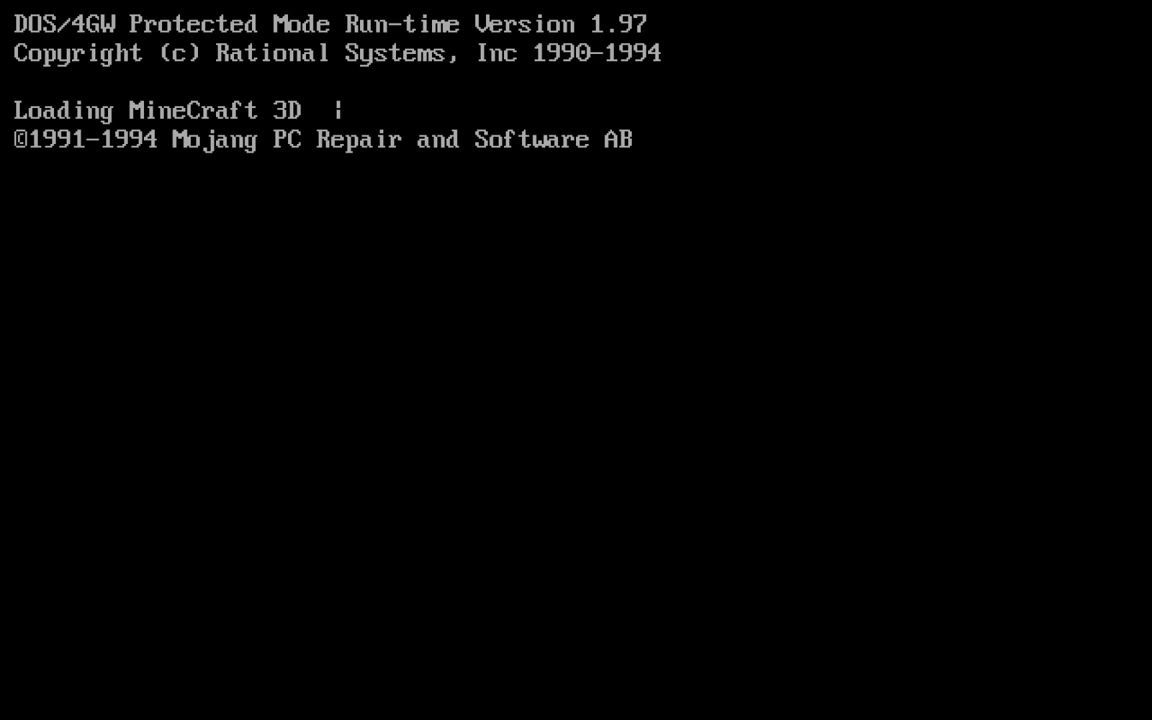 DOS/4GW Protected Mode Run-time Version 1.97
Copyright (c) Rational Systems, Inc 1990-1994
Loading MineCraft 3D  |
©1991-1994 Mojang PC Repair and Software AB